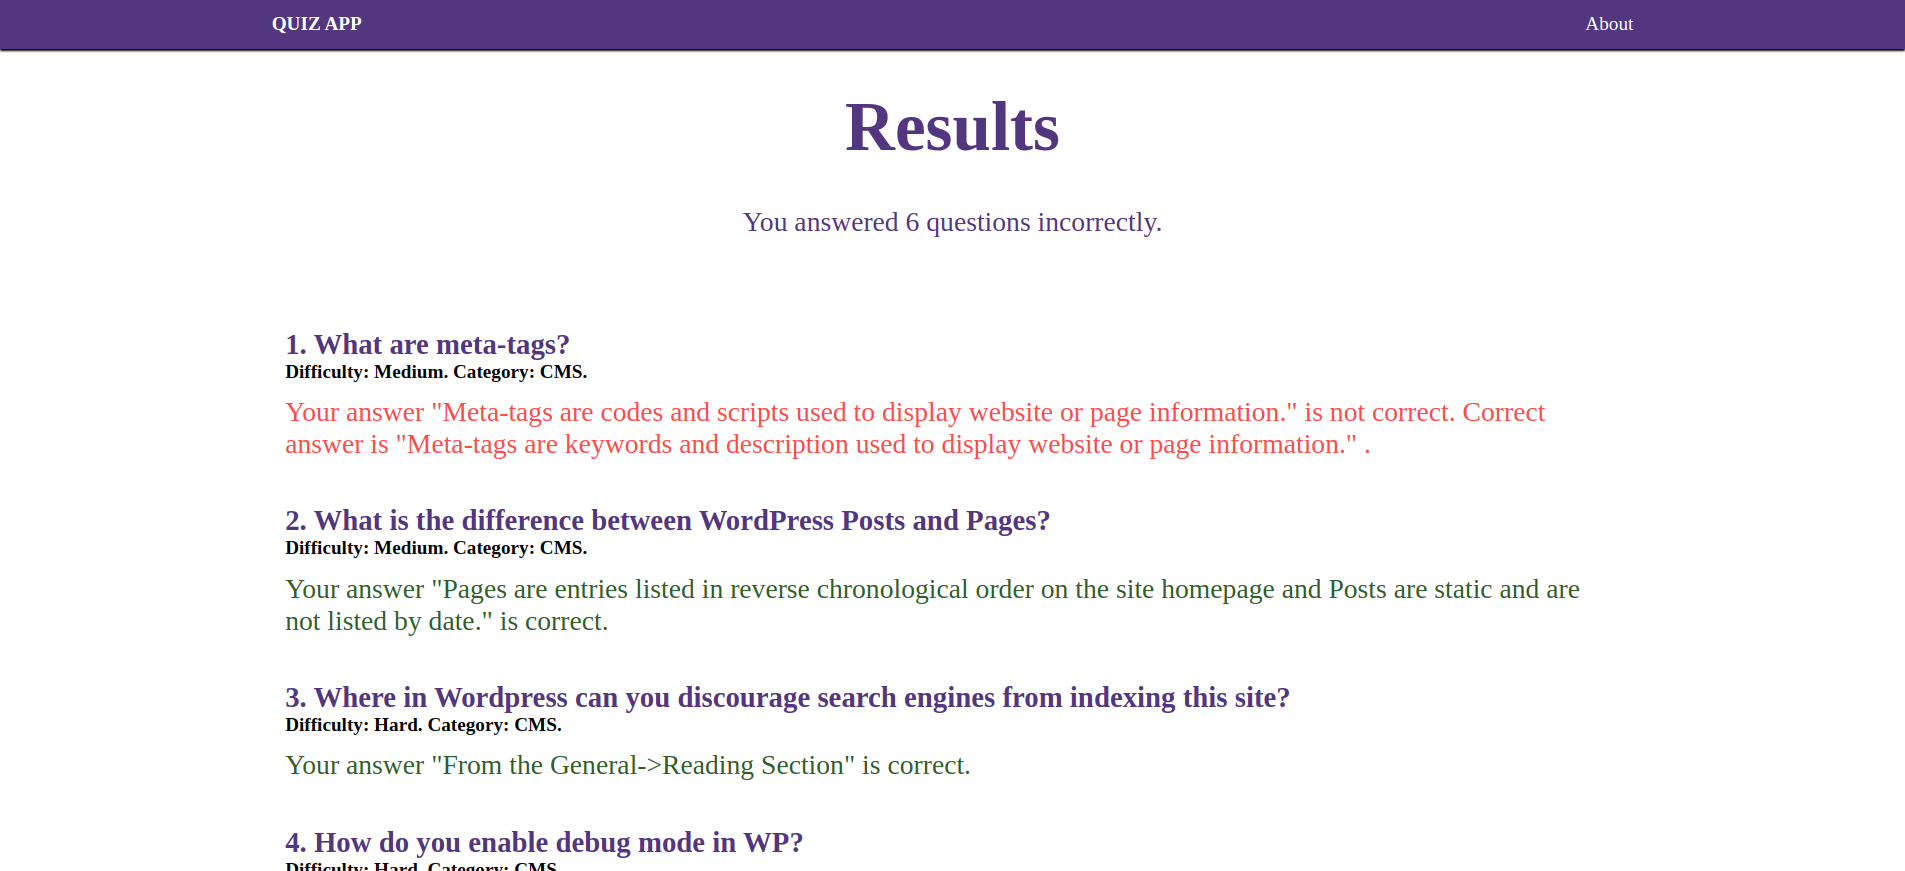 QUIZ APP
About
Results
You answered 6 questions incorrectly.
1. What are meta-tags?
Difficulty: Medium. Category: CMS.
Your answer "Meta-tags are codes and scripts used to display website or page information." is not correct. Correct
answer is "Meta-tags are keywords and description used to display website or page information." .
2. What is the difference between WordPress Posts and Pages?
Difficulty: Medium. Category: CMS.
Your answer "Pages are entries listed in reverse chronological order on the site homepage and Posts are static and are
not listed by date." is correct.
3. Where in Wordpress can you discourage search engines from indexing this site?
Difficulty: Hard. Category: CMS.
Your answer "From the General->Reading Section" is correct.
4. How do you enable debug mode in WP?
Difficulty: Hard. Category: CMS.